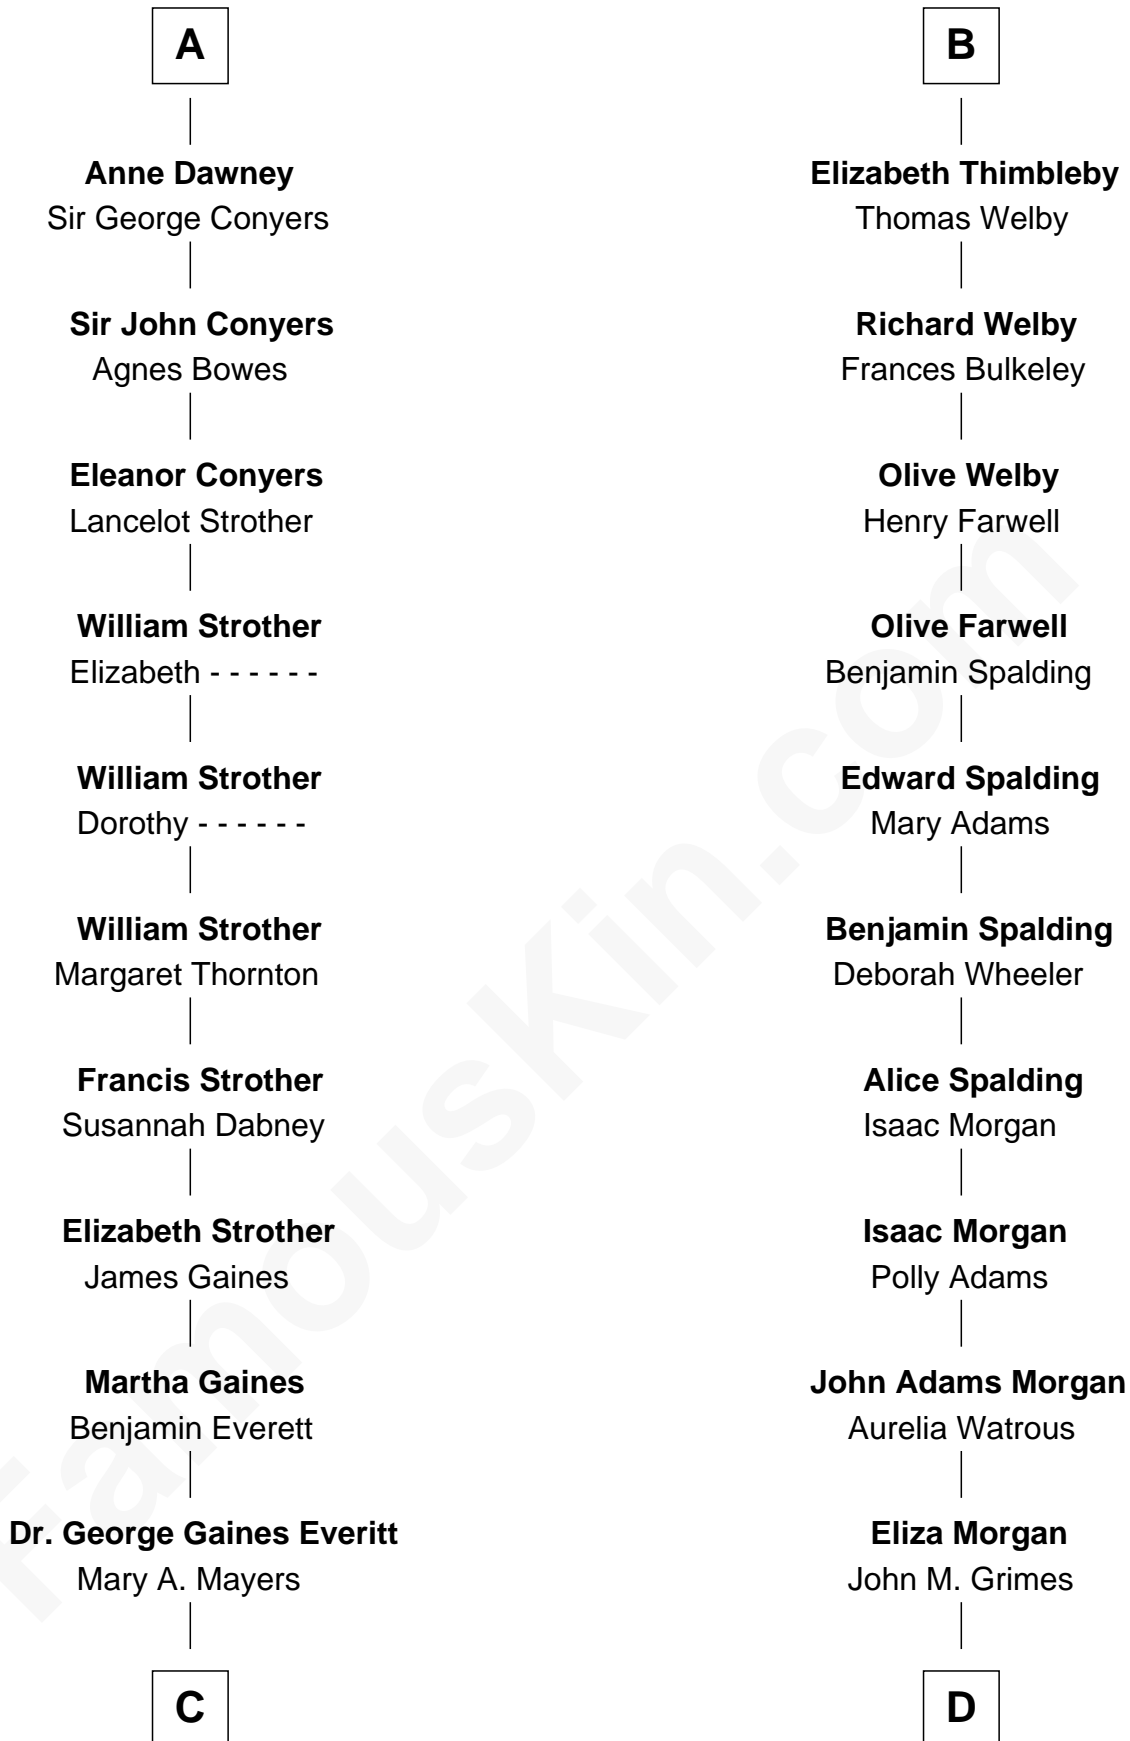 A
Anne Dawney
Sir George Conyers
Sir John Conyers
Agnes Bowes
Eleanor Conyers
Lancelot Strother
William Strother
Elizabeth - - - - - -
William Strother
Dorothy - - - - - -
William Strother
Margaret Thornton
Francis Strother
Susannah Dabney
Elizabeth Strother
James Gaines
Martha Gaines
Benjamin Everett
Dr. George Gaines Everitt
Mary A. Mayers
C
B
Elizabeth Thimbleby
Thomas Welby
Richard Welby
Frances Bulkeley
Olive Welby
Henry Farwell
Olive Farwell
Benjamin Spalding
Edward Spalding
Mary Adams
Benjamin Spalding
Deborah Wheeler
Alice Spalding
Isaac Morgan
Isaac Morgan
Polly Adams
John Adams Morgan
Aurelia Watrous
Eliza Morgan
John M. Grimes
D
FamousKin.com